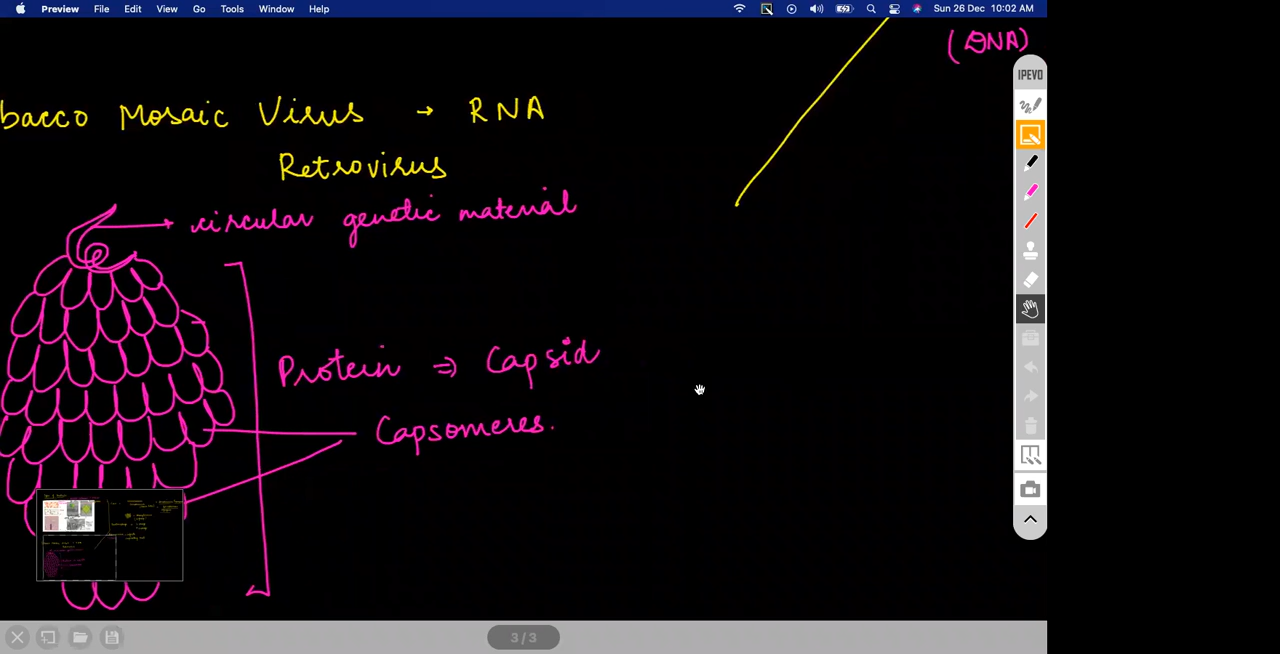 Preview File Edit View Go Tools Window Help Sun 26 Dec 10:02 AM
(DNA)
IPEVO
bacco Mosaic Virus → RNA
Retrovirus
→ circular genetic material
Protein ⇒ Capsid
Capsomeres.
3/3